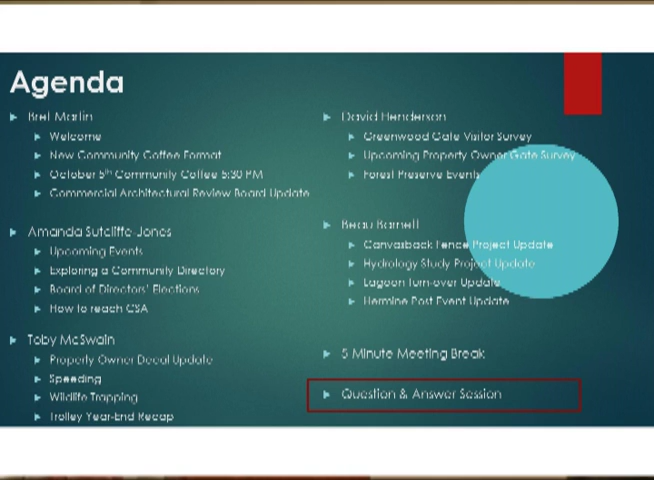 Agenda
Bret Martin
Welcome
New Community Coffee Format
October 5th Community Coffee 5:30 PM
Commercial Architectural Review Board Update
Amanda Sutcliffe Jones
Upcoming Events
Exploring a Community Directory
Board of Directors' Elections
How to reach CSA
Toby McSwain
Property Owner Decal Update
Speeding
Wildlife Trapping
Trolley Year-End Recap
David Henderson
Greenwood Gate Visitor Survey
Upcoming Property Owner Gate Survey
Forest Preserve Events
Beau Barnett
Canvasback Fence Project Update
Hydrology Study Project Update
Lagoon Turn-over Update
Hermine Post Event Update
5 Minute Meeting Break
Question & Answer Session